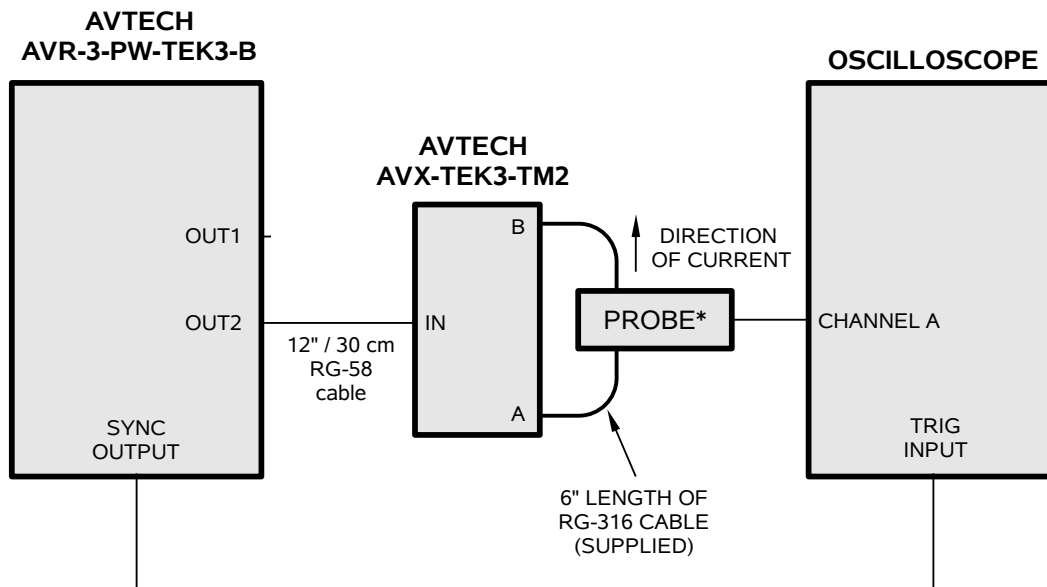 AVTECH
AVR-3-PW-TEK3-B
OSCILLOSCOPE
AVTECH
AVX-TEK3-TM2
OUT1
OUT2
SYNC
OUTPUT
12" / 30 cm
RG-58
cable
IN
B
A
DIRECTION
OF CURRENT
PROBE*
6" LENGTH OF
RG-316 CABLE
(SUPPLIED)
CHANNEL A
TRIG
INPUT